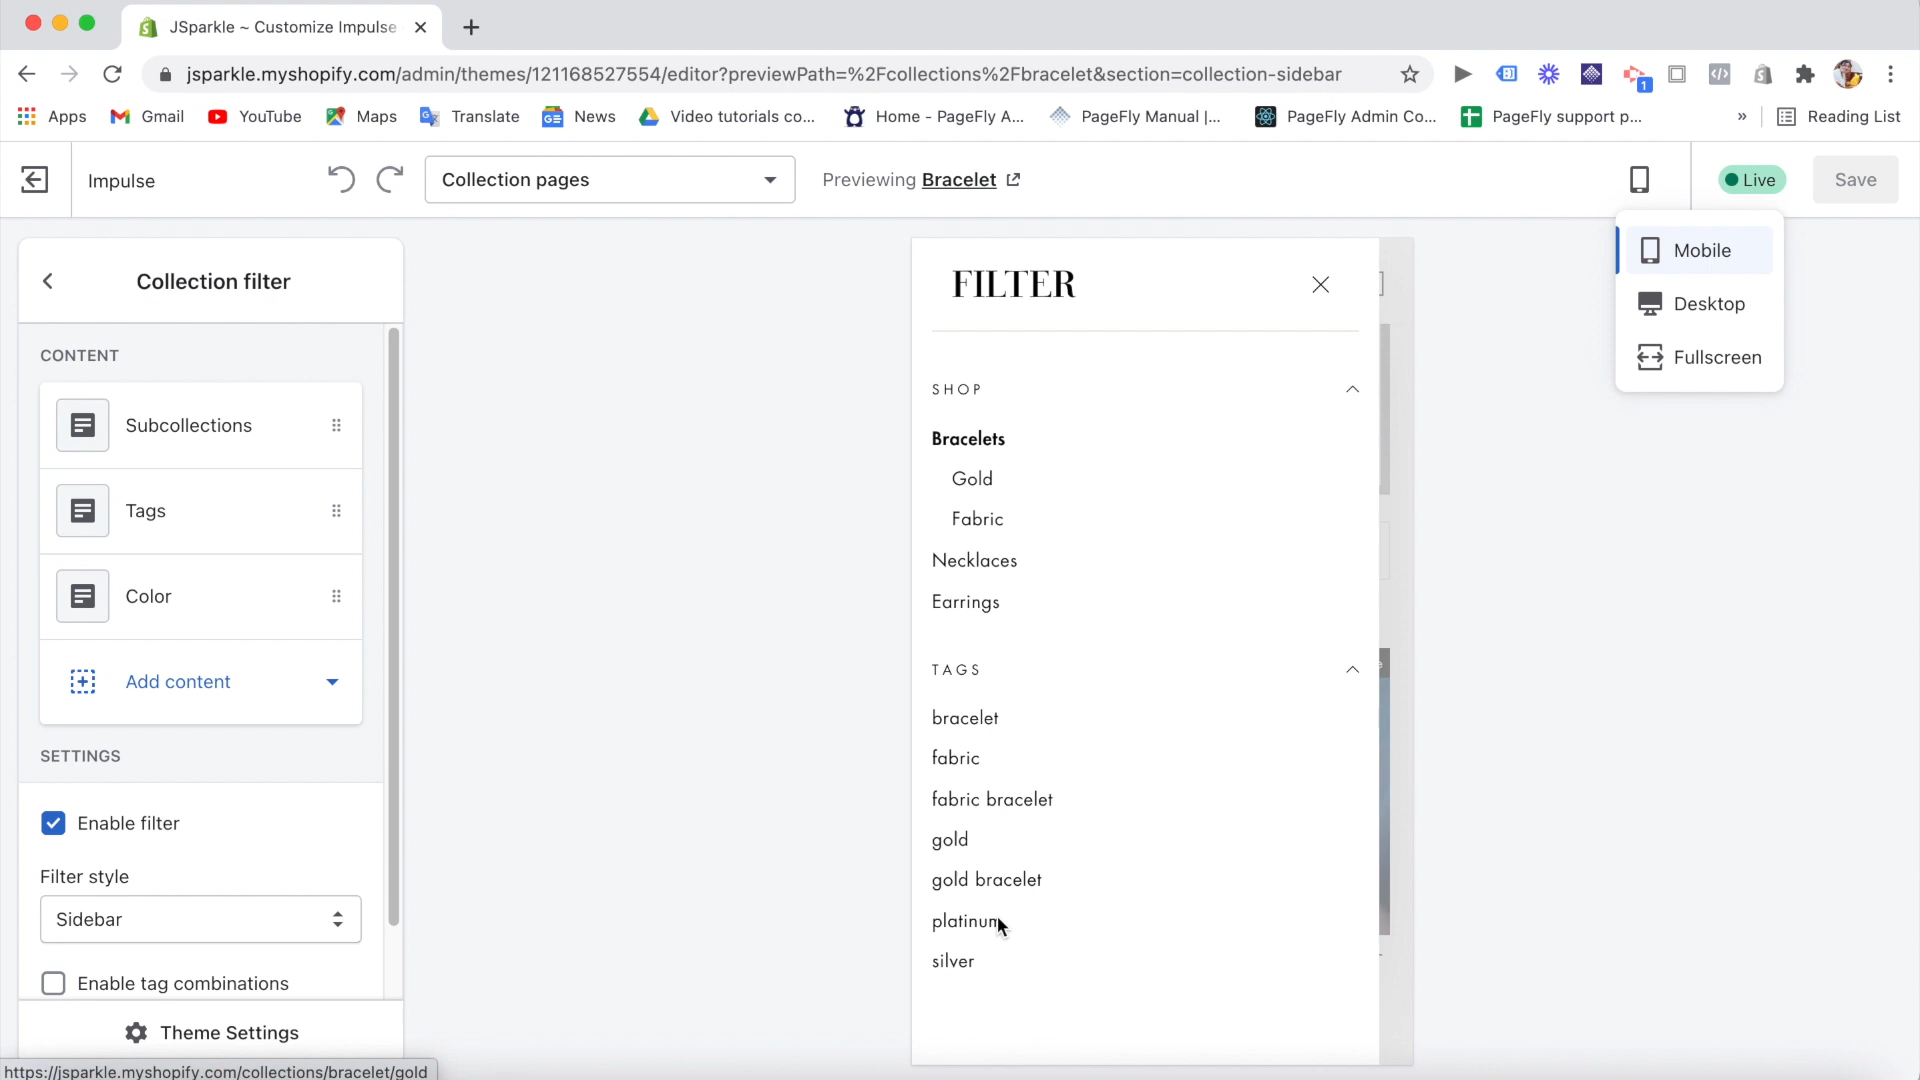 JSparkle ~ Customize Impulse
jsparkle.myshopify.com/admin/themes/121168527554/editor?previewPath=%2Fcollections%2Fbracelet&section=collection-sidebar
1
Apps Gmail YouTube Maps Translate News Video tutorials co... Home - PageFly A... PageFly Manual |... PageFly Admin Co... PageFly support p... » Reading List
Impulse
Collection pages
Previewing Bracelet
Live
Save
Mobile
Desktop
Fullscreen
Collection filter
CONTENT
Subcollections
Tags
Color
Add content
SETTINGS
Enable filter
Filter style
Sidebar
Enable tag combinations
Theme Settings
https://jsparkle.myshopify.com/collections/bracelet/gold
FILTER
SHOP
Bracelets
Gold
Fabric
Necklaces
Earrings
TAGS
bracelet
fabric
fabric bracelet
gold
gold bracelet
platinum
silver